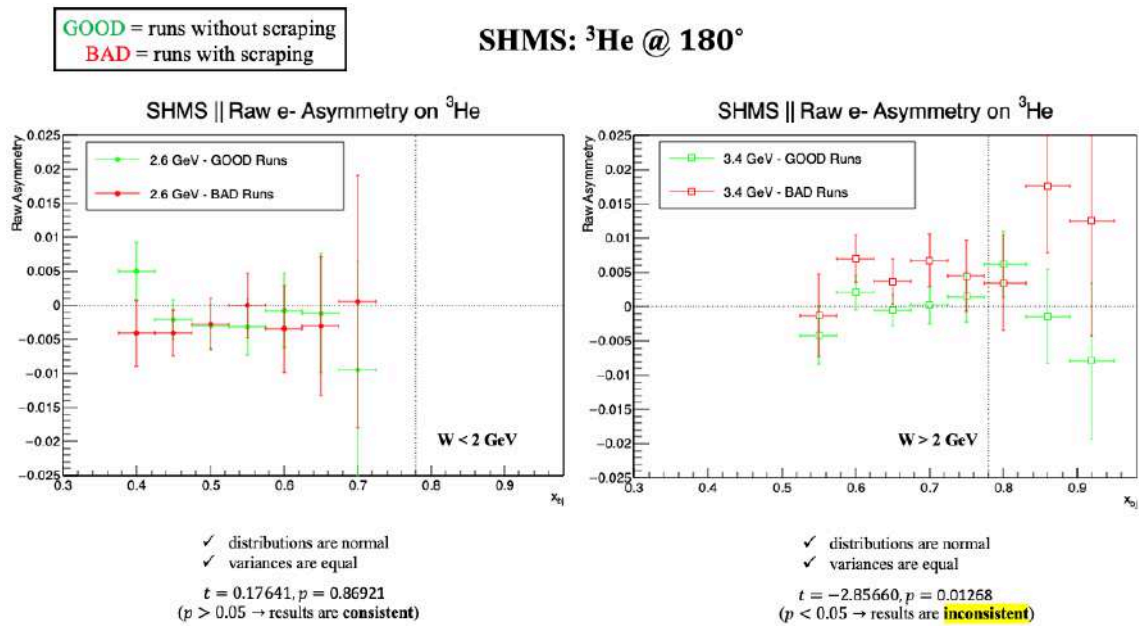 GOOD = runs without scraping
BAD = runs with scraping
SHMS: ³He @ 180°
SHMS || Raw e- Asymmetry on ³He
Raw Asymmetry
0.025
0.02
0.015
0.01
0.005
0
−0.005
−0.01
−0.015
−0.02
−0.025
2.6 GeV - GOOD Runs
2.6 GeV - BAD Runs
W < 2 GeV
0.3 0.4 0.5 0.6 0.7 0.8 0.9
x_bj
✓ distributions are normal
✓ variances are equal
t = 0.17641, p = 0.86921
(p > 0.05 → results are consistent)
SHMS || Raw e- Asymmetry on ³He
Raw Asymmetry
0.025
0.02
0.015
0.01
0.005
0
−0.005
−0.01
−0.015
−0.02
−0.025
3.4 GeV - GOOD Runs
3.4 GeV - BAD Runs
W > 2 GeV
0.3 0.4 0.5 0.6 0.7 0.8 0.9
x_bj
✓ distributions are normal
✓ variances are equal
t = −2.85660, p = 0.01268
(p < 0.05 → results are inconsistent)